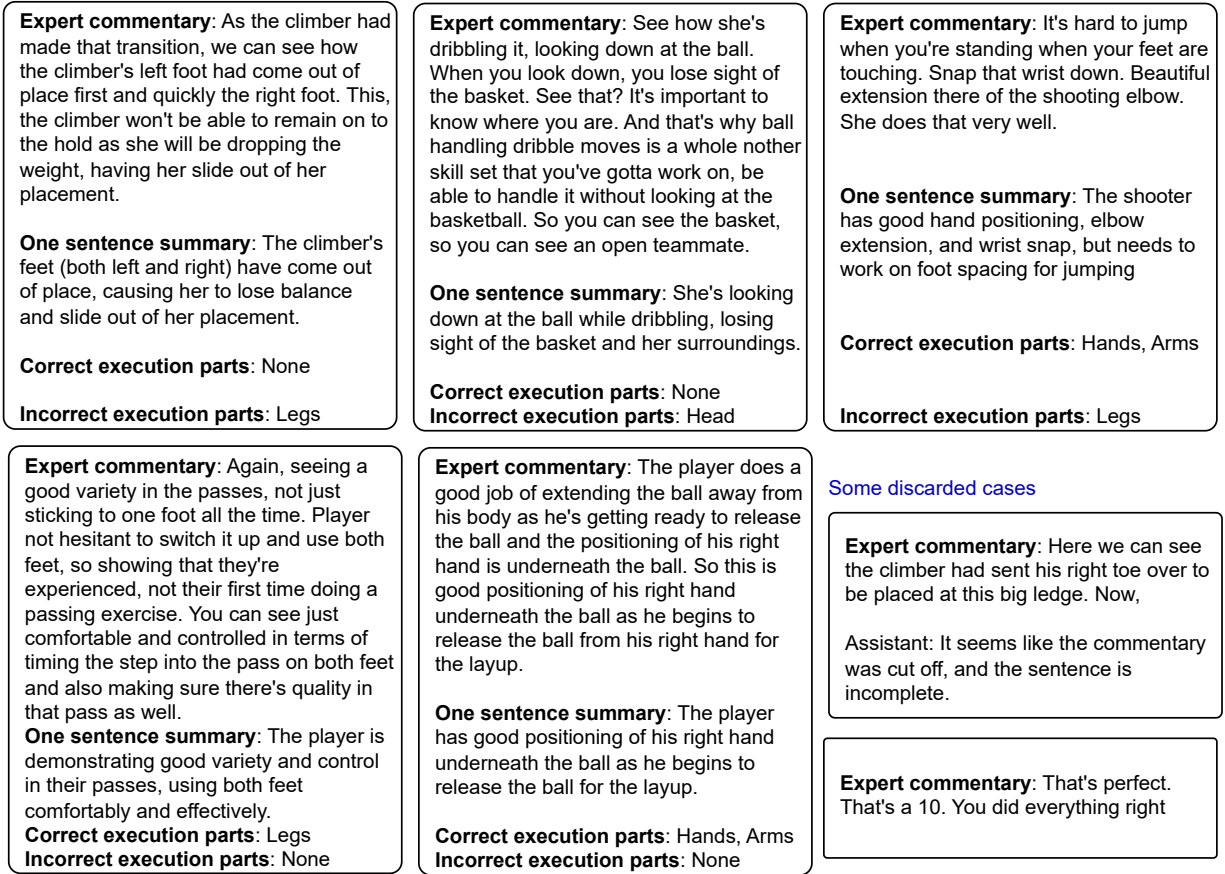 Expert commentary: As the climber had
made that transition, we can see how
the climber's left foot had come out of
place first and quickly the right foot. This,
the climber won't be able to remain on to
the hold as she will be dropping the
weight, having her slide out of her
placement.
One sentence summary: The climber's
feet (both left and right) have come out
of place, causing her to lose balance
and slide out of her placement.
Correct execution parts: None
Incorrect execution parts: Legs
Expert commentary: See how she's
dribbling it, looking down at the ball.
When you look down, you lose sight of
the basket. See that? It's important to
know where you are. And that's why ball
handling dribble moves is a whole nother
skill set that you've gotta work on, be
able to handle it without looking at the
basketball. So you can see the basket,
so you can see an open teammate.
One sentence summary: She's looking
down at the ball while dribbling, losing
sight of the basket and her surroundings.
Correct execution parts: None
Incorrect execution parts: Head
Expert commentary: It's hard to jump
when you're standing when your feet are
touching. Snap that wrist down. Beautiful
extension there of the shooting elbow.
She does that very well.
One sentence summary: The shooter
has good hand positioning, elbow
extension, and wrist snap, but needs to
work on foot spacing for jumping
Correct execution parts: Hands, Arms
Incorrect execution parts: Legs
Expert commentary: Again, seeing a
good variety in the passes, not just
sticking to one foot all the time. Player
not hesitant to switch it up and use both
feet, so showing that they're
experienced, not their first time doing a
passing exercise. You can see just
comfortable and controlled in terms of
timing the step into the pass on both feet
and also making sure there's quality in
that pass as well.
One sentence summary: The player is
demonstrating good variety and control
in their passes, using both feet
comfortably and effectively.
Correct execution parts: Legs
Incorrect execution parts: None
Expert commentary: The player does a
good job of extending the ball away from
his body as he's getting ready to release
the ball and the positioning of his right
hand is underneath the ball. So this is
good positioning of his right hand
underneath the ball as he begins to
release the ball from his right hand for
the layup.
One sentence summary: The player
has good positioning of his right hand
underneath the ball as he begins to
release the ball for the layup.
Correct execution parts: Hands, Arms
Incorrect execution parts: None
Some discarded cases
Expert commentary: Here we can see
the climber had sent his right toe over to
be placed at this big ledge. Now,
Assistant: It seems like the commentary
was cut off, and the sentence is
incomplete.
Expert commentary: That's perfect.
That's a 10. You did everything right